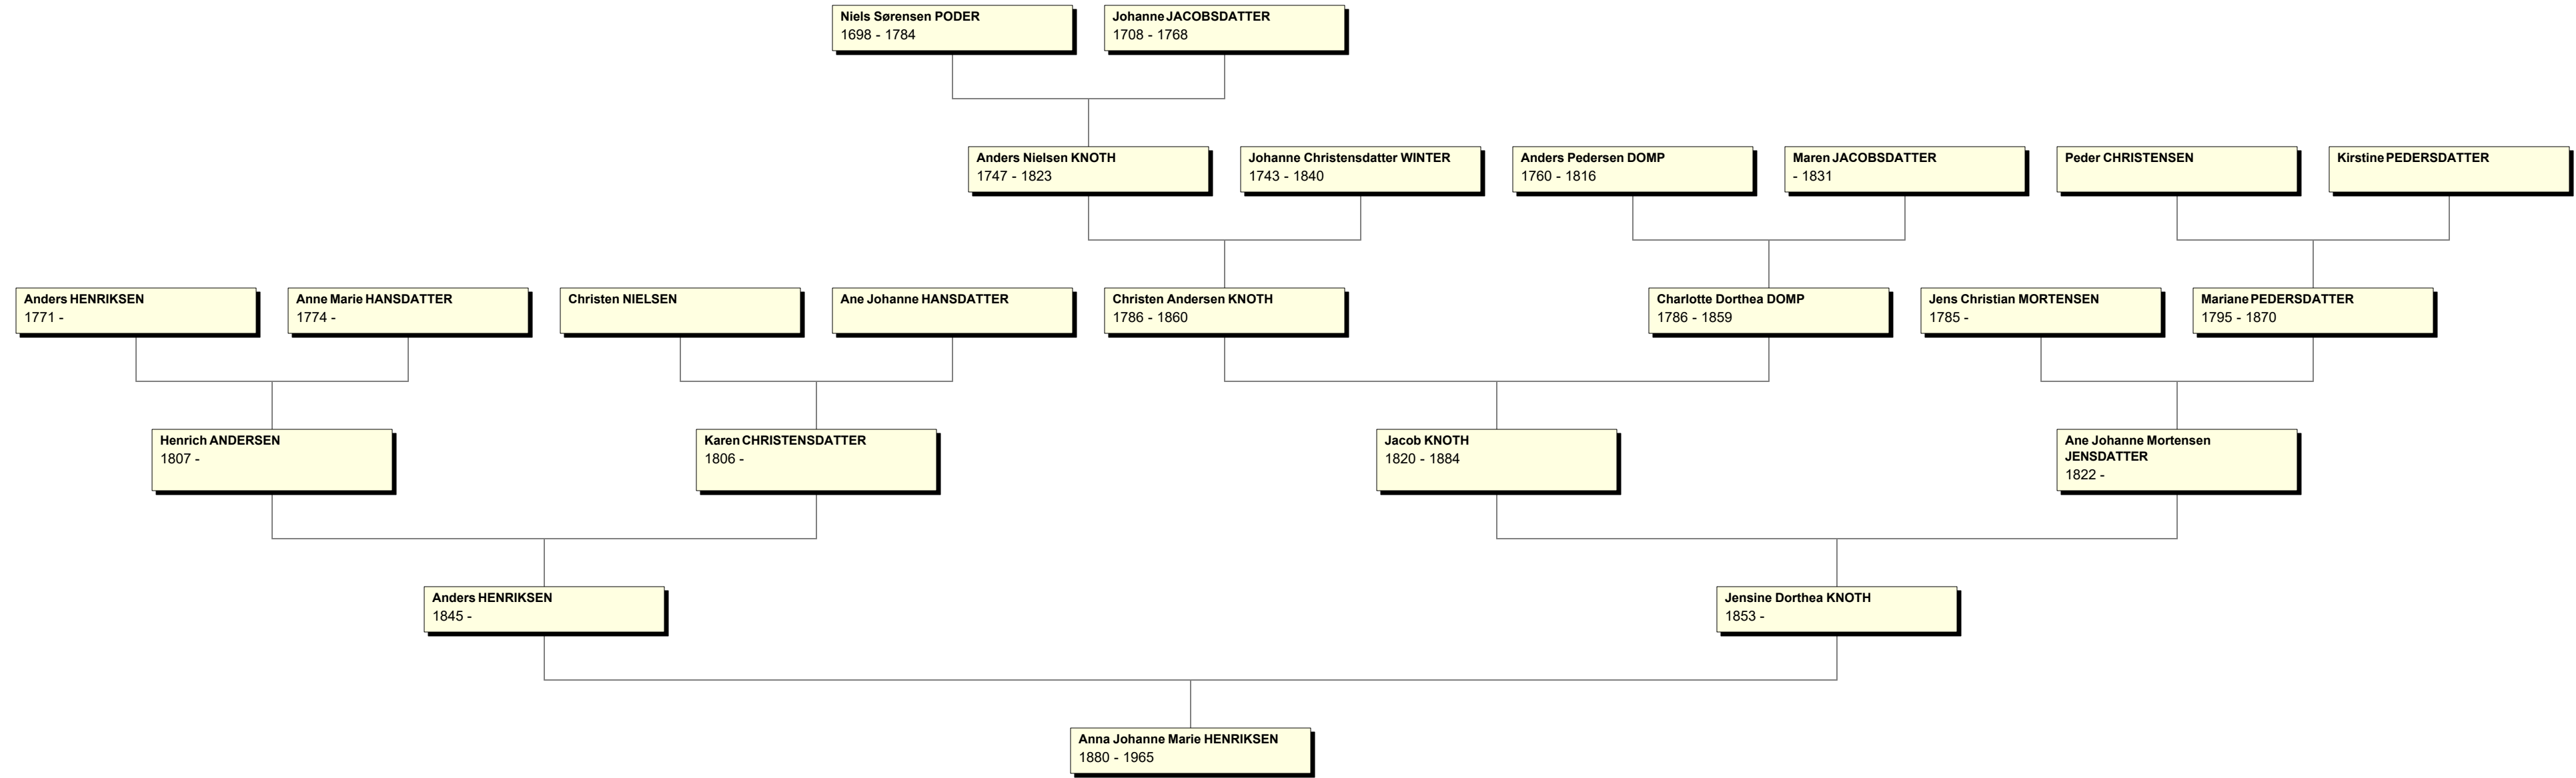 Niels Sørensen PODER
1698 - 1784
Johanne JACOBSDATTER
1708 - 1768
Anders Nielsen KNOTH
1747 - 1823
Johanne Christensdatter WINTER
1743 - 1840
Anders Pedersen DOMP
1760 - 1816
Maren JACOBSDATTER
- 1831
Peder CHRISTENSEN
Kirstine PEDERSDATTER
Anders HENRIKSEN
1771 -
Anne Marie HANSDATTER
1774 -
Christen NIELSEN
Ane Johanne HANSDATTER
Christen Andersen KNOTH
1786 - 1860
Charlotte Dorthea DOMP
1786 - 1859
Jens Christian MORTENSEN
1785 -
Mariane PEDERSDATTER
1795 - 1870
Henrich ANDERSEN
1807 -
Karen CHRISTENSDATTER
1806 -
Jacob KNOTH
1820 - 1884
Ane Johanne Mortensen
JENSDATTER
1822 -
Anders HENRIKSEN
1845 -
Jensine Dorthea KNOTH
1853 -
Anna Johanne Marie HENRIKSEN
1880 - 1965